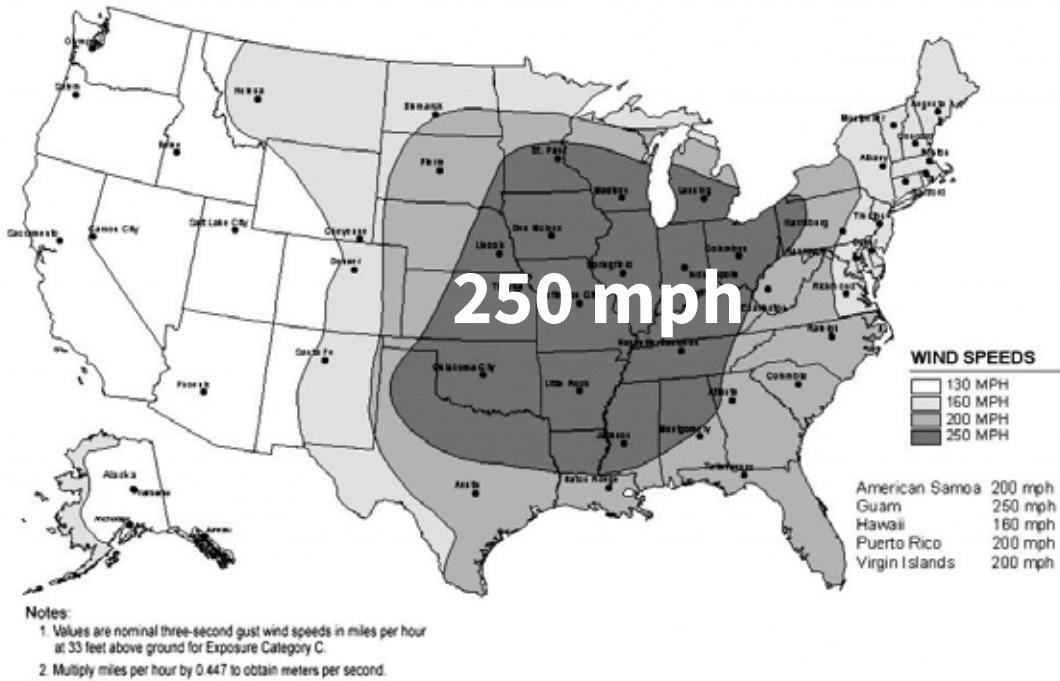 Olympia
Salem
Helena
Bismarck
Boise
Pierre
St. Paul
Madison
Lansing
Montpelier
Augusta
Albany
Sacramento
Carson City
Salt Lake City
Cheyenne
Denver
Lincoln
Des Moines
Springfield
Columbus
Harrisburg
Richmond
Raleigh
250 mph
Santa Fe
Oklahoma City
Little Rock
Columbia
Atlanta
Phoenix
Jackson
Montgomery
Austin
Baton Rouge
Alaska
WIND SPEEDS
130 MPH
160 MPH
200 MPH
250 MPH
American Samoa 200 mph
Guam 250 mph
Hawaii 160 mph
Puerto Rico 200 mph
Virgin Islands 200 mph
Notes:
1. Values are nominal three-second gust wind speeds in miles per hour
at 33 feet above ground for Exposure Category C.
2. Multiply miles per hour by 0.447 to obtain meters per second.